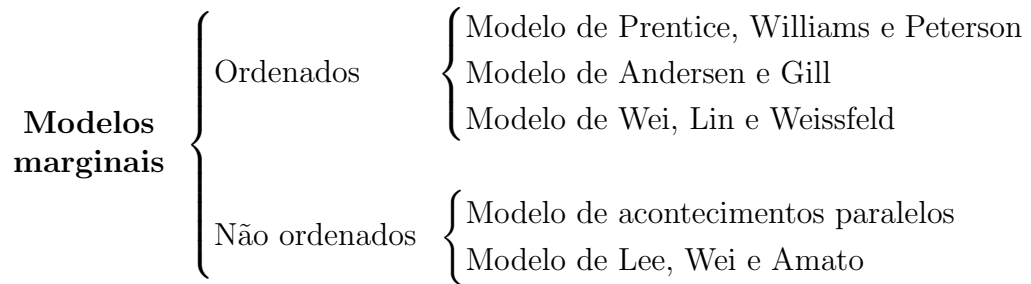 Modelos
marginais
Ordenados
Modelo de Prentice, Williams e Peterson
Modelo de Andersen e Gill
Modelo de Wei, Lin e Weissfeld
Não ordenados
Modelo de acontecimentos paralelos
Modelo de Lee, Wei e Amato